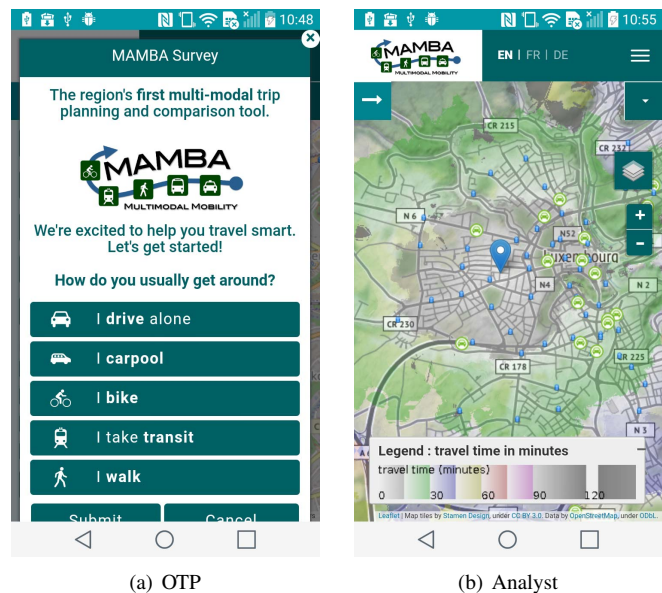 10:48
MAMBA Survey
The region's first multi-modal trip
planning and comparison tool.
MAMBA
MULTIMODAL MOBILITY
We're excited to help you travel smart.
Let's get started!
How do you usually get around?
I drive alone
I carpool
I bike
I take transit
I walk
Submit
Cancel
(a) OTP
10:55
MAMBA
MULTIMODAL MOBILITY
EN | FR | DE
CR 215
CR 232
N 6
N52
+
-
Luxembourg
N4
N 2
CR 230
CR 225
CR 178
N 3
Legend : travel time in minutes
travel time (minutes)
0 30 60 90 120
Leaflet | Map tiles by Stamen Design, under CC BY 3.0. Data by OpenStreetMap, under ODbL.
(b) Analyst